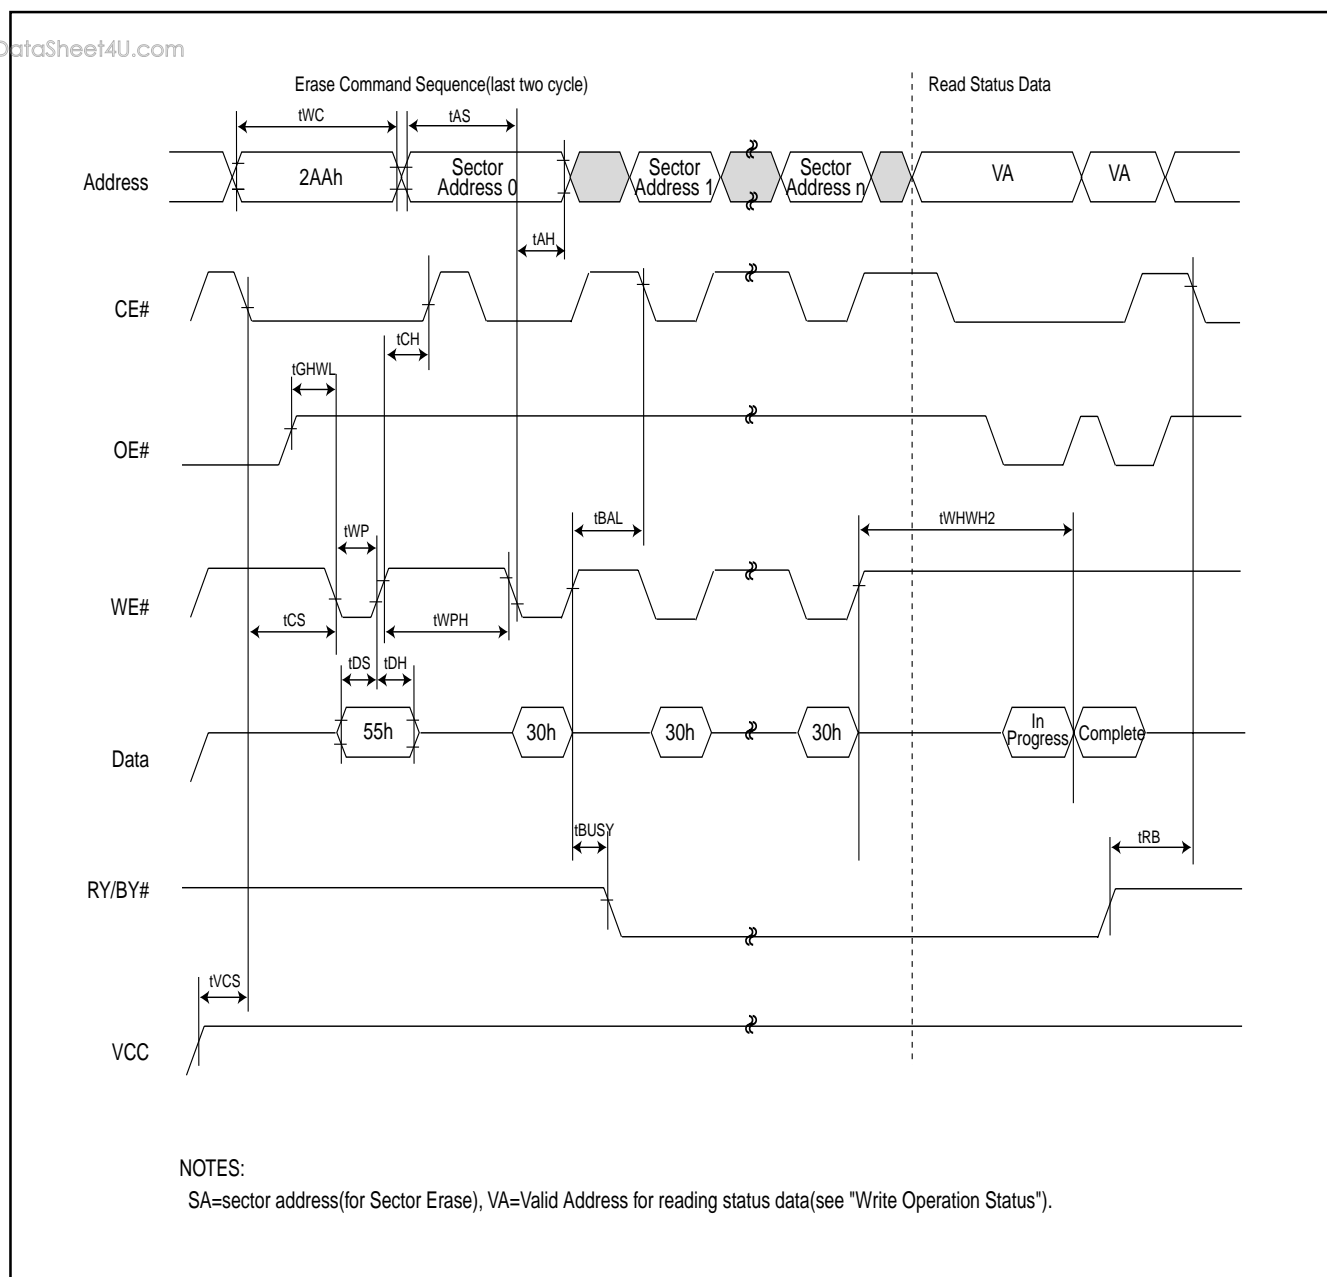 DataSheet4U.com
Erase Command Sequence(last two cycle)
Read Status Data
tWC
tAS
Address
2AAh
Sector
Address 0
Sector
Address 1
Sector
Address n
VA
VA
tAH
CE#
tCH
tGHWL
OE#
tWP
tBAL
tWHWH2
WE#
tCS
tWPH
tDS
tDH
Data
55h
30h
30h
30h
In
Progress
Complete
tBUSY
tRB
RY/BY#
tVCS
VCC
NOTES:
SA=sector address(for Sector Erase), VA=Valid Address for reading status data(see "Write Operation Status").